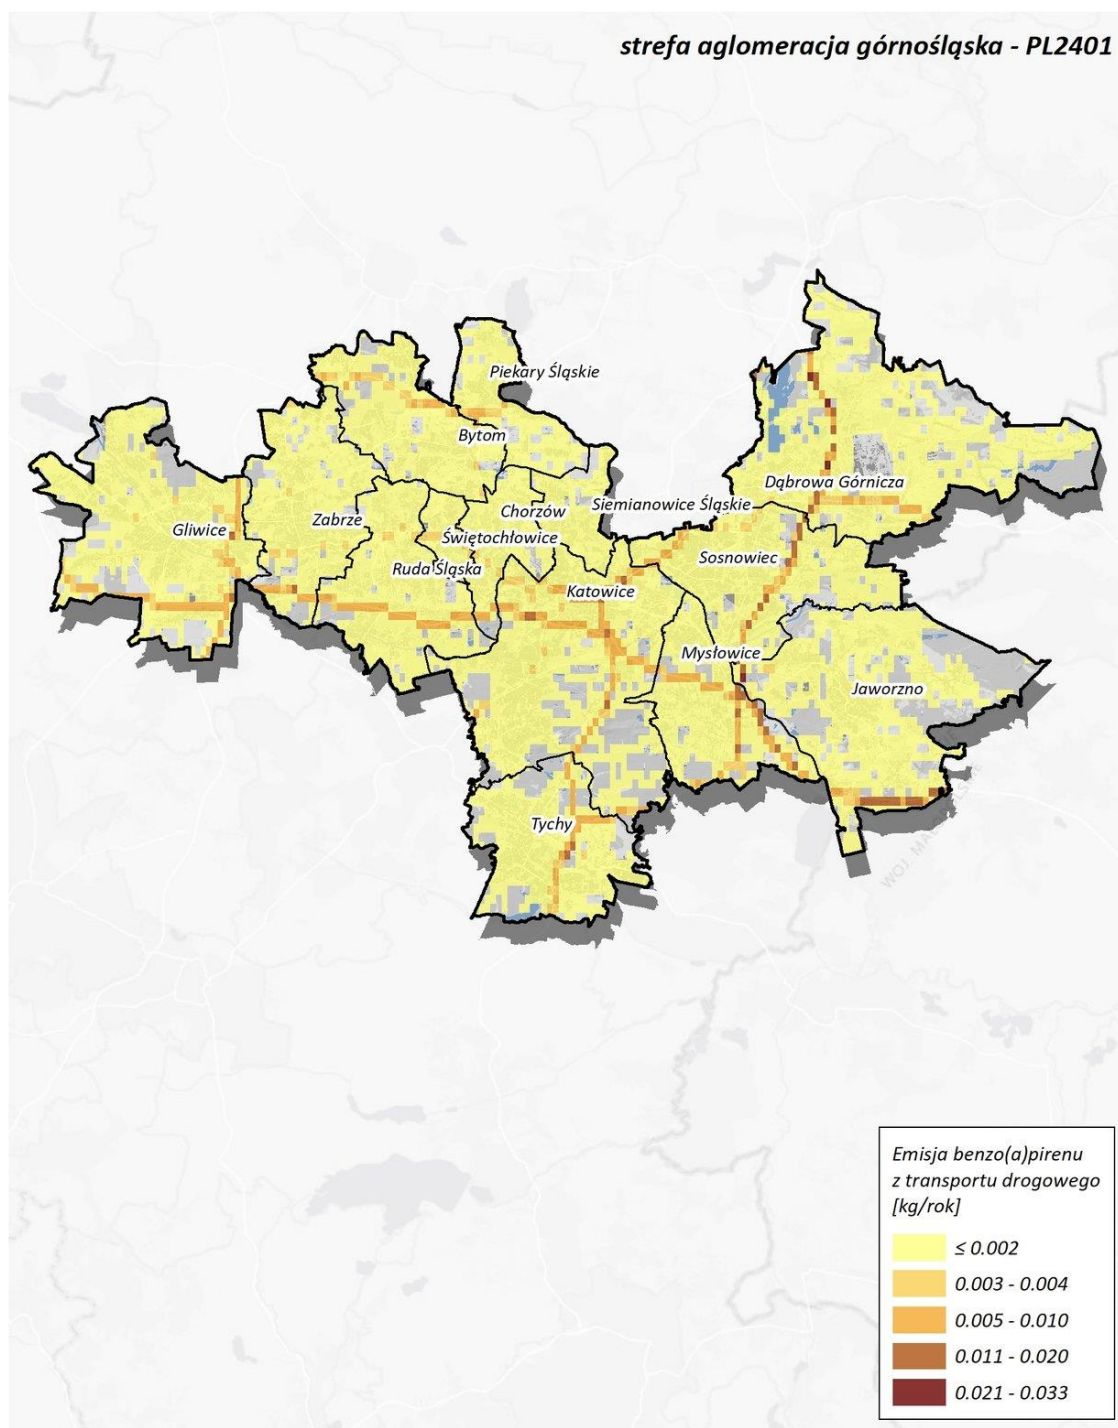 strefa aglomeracja górnośląska - PL2401
Piekary Śląskie
Bytom
Dąbrowa Górnicza
Siemianowice Śląskie
Chorzów
Zabrze
Gliwice
Świętochłowice
Sosnowiec
Ruda Śląska
Katowice
Mysłowice
Jaworzno
Tychy
Emisja benzo(a)pirenu
z transportu drogowego
[kg/rok]
≤ 0.002
0.003 - 0.004
0.005 - 0.010
0.011 - 0.020
0.021 - 0.033